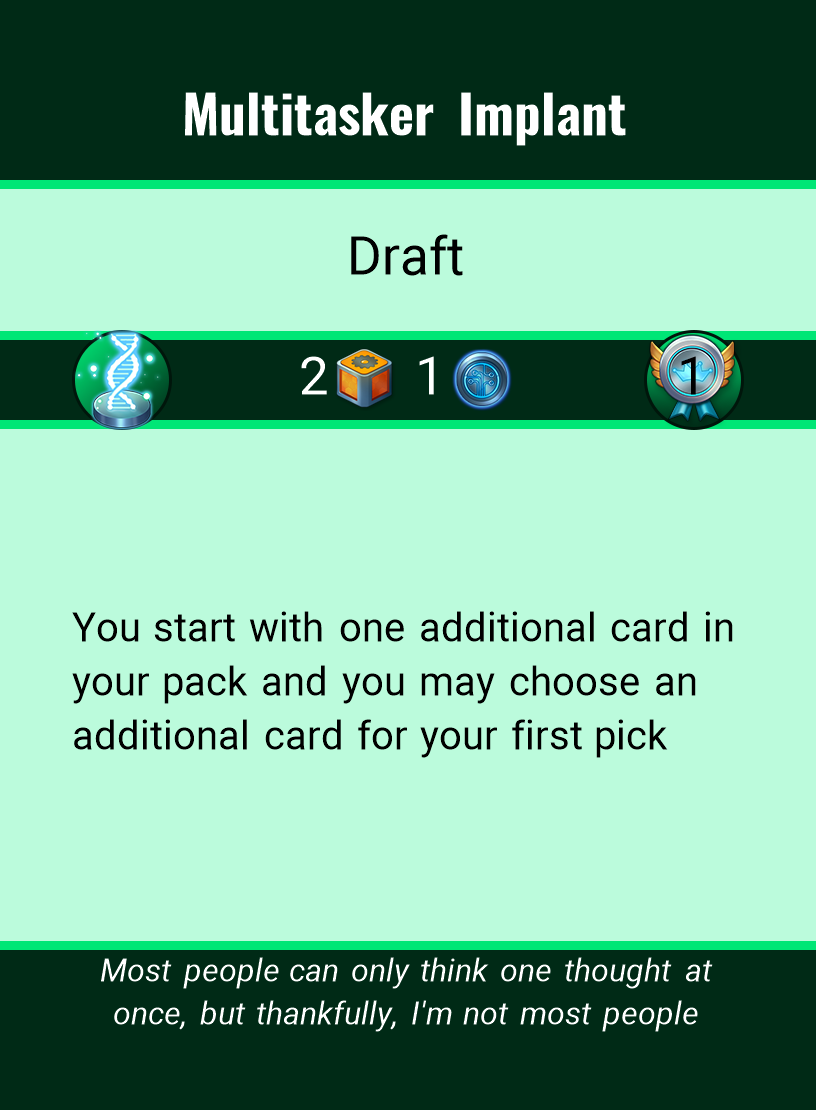 Multitasker Implant
Draft
2 1 1
You start with one additional card in
your pack and you may choose an
additional card for your first pick
Most people can only think one thought at
once, but thankfully, I'm not most people